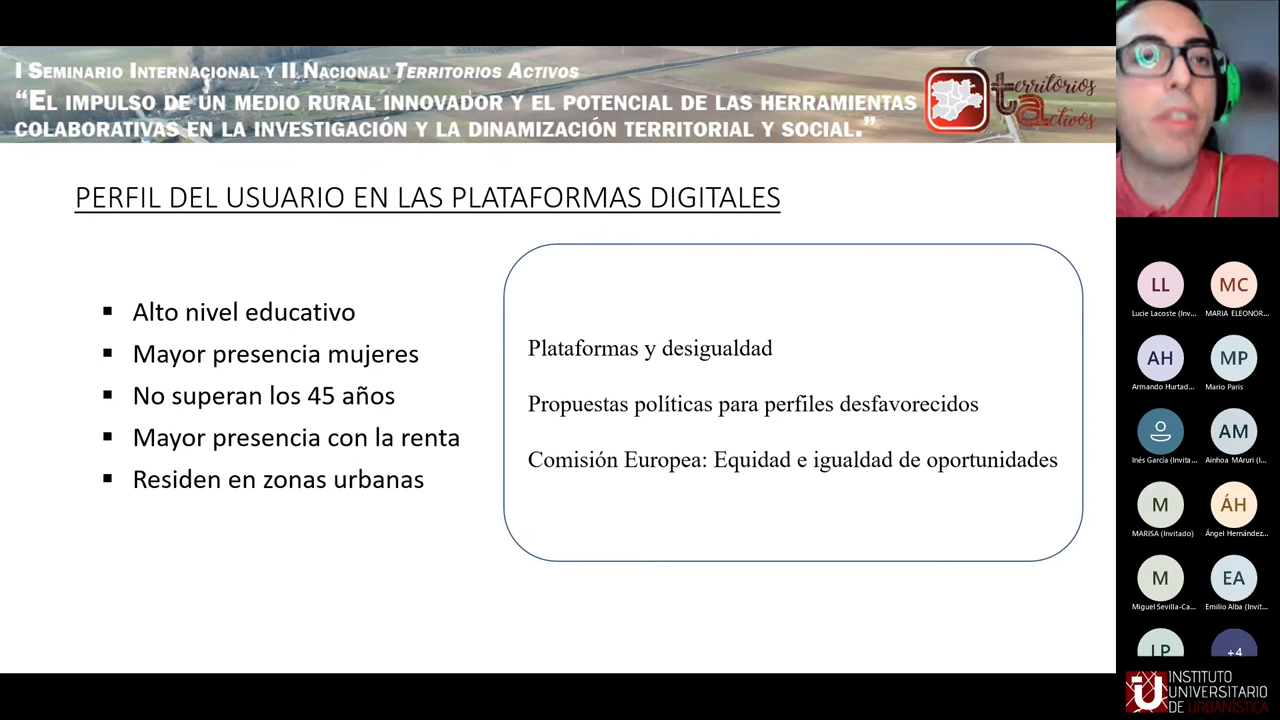 I Seminario Internacional y II Nacional Territorios Activos
“El impulso de un medio rural innovador y el potencial de las herramientas
colaborativas en la investigación y la dinamización territorial y social.”
territorios
activos
PERFIL DEL USUARIO EN LAS PLATAFORMAS DIGITALES
▪ Alto nivel educativo
▪ Mayor presencia mujeres
▪ No superan los 45 años
▪ Mayor presencia con la renta
▪ Residen en zonas urbanas
Plataformas y desigualdad
Propuestas políticas para perfiles desfavorecidos
Comisión Europea: Equidad e igualdad de oportunidades
LL
MC
Lucie Lacoste (Inv...
MARIA ELEONOR...
AH
MP
Armando Hurtad...
Mario Paris
AM
Inés García (Invita...
Ainhoa MAruri (I...
M
ÁH
MARISA (Invitado)
Ángel Hernández...
M
EA
Miguel Sevilla-Ca...
Emilio Alba (Invit...
LP
+4
INSTITUTO
UNIVERSITARIO
DE URBANÍSTICA